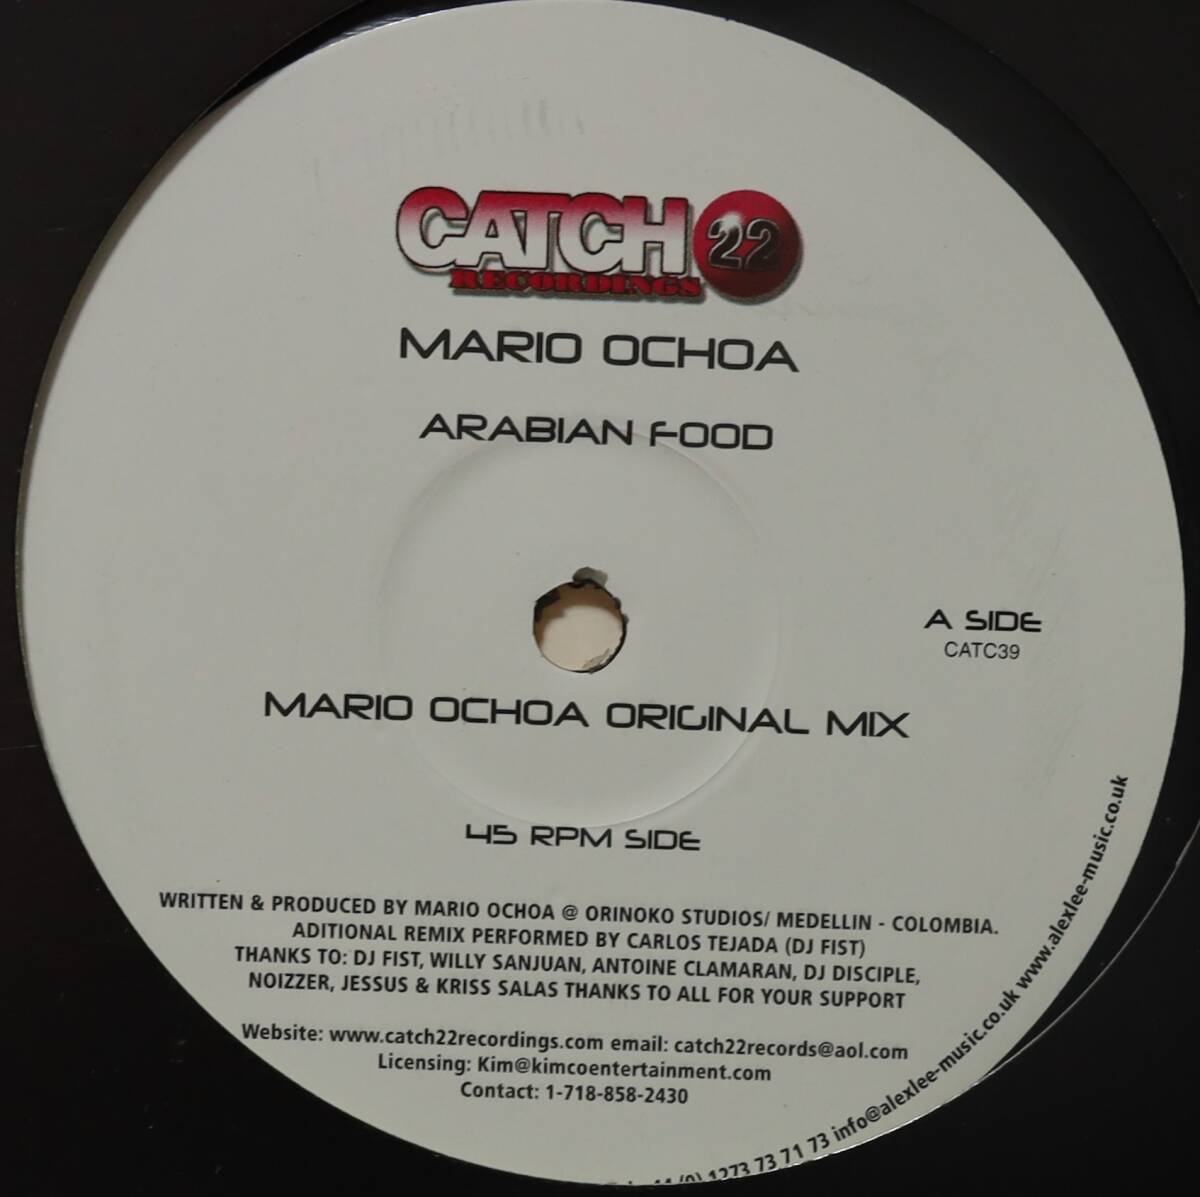 CATCH 22
RECORDINGS
MARIO OCHOA
ARABIAN FOOD
A SIDE
CATC39
MARIO OCHOA ORIGINAL MIX
45 RPM SIDE
WRITTEN & PRODUCED BY MARIO OCHOA @ ORINOKO STUDIOS/ MEDELLIN - COLOMBIA.
ADITIONAL REMIX PERFORMED BY CARLOS TEJADA (DJ FIST)
THANKS TO: DJ FIST, WILLY SANJUAN, ANTOINE CLAMARAN, DJ DISCIPLE,
NOIZZER, JESSUS & KRISS SALAS THANKS TO ALL FOR YOUR SUPPORT
Website: www.catch22recordings.com email: catch22records@aol.com
Licensing: Kim@kimcoentertainment.com
Contact: 1-718-858-2430
(0) 1273 73 71 73 info@alexlee-music.co.uk www.alexlee-music.co.uk